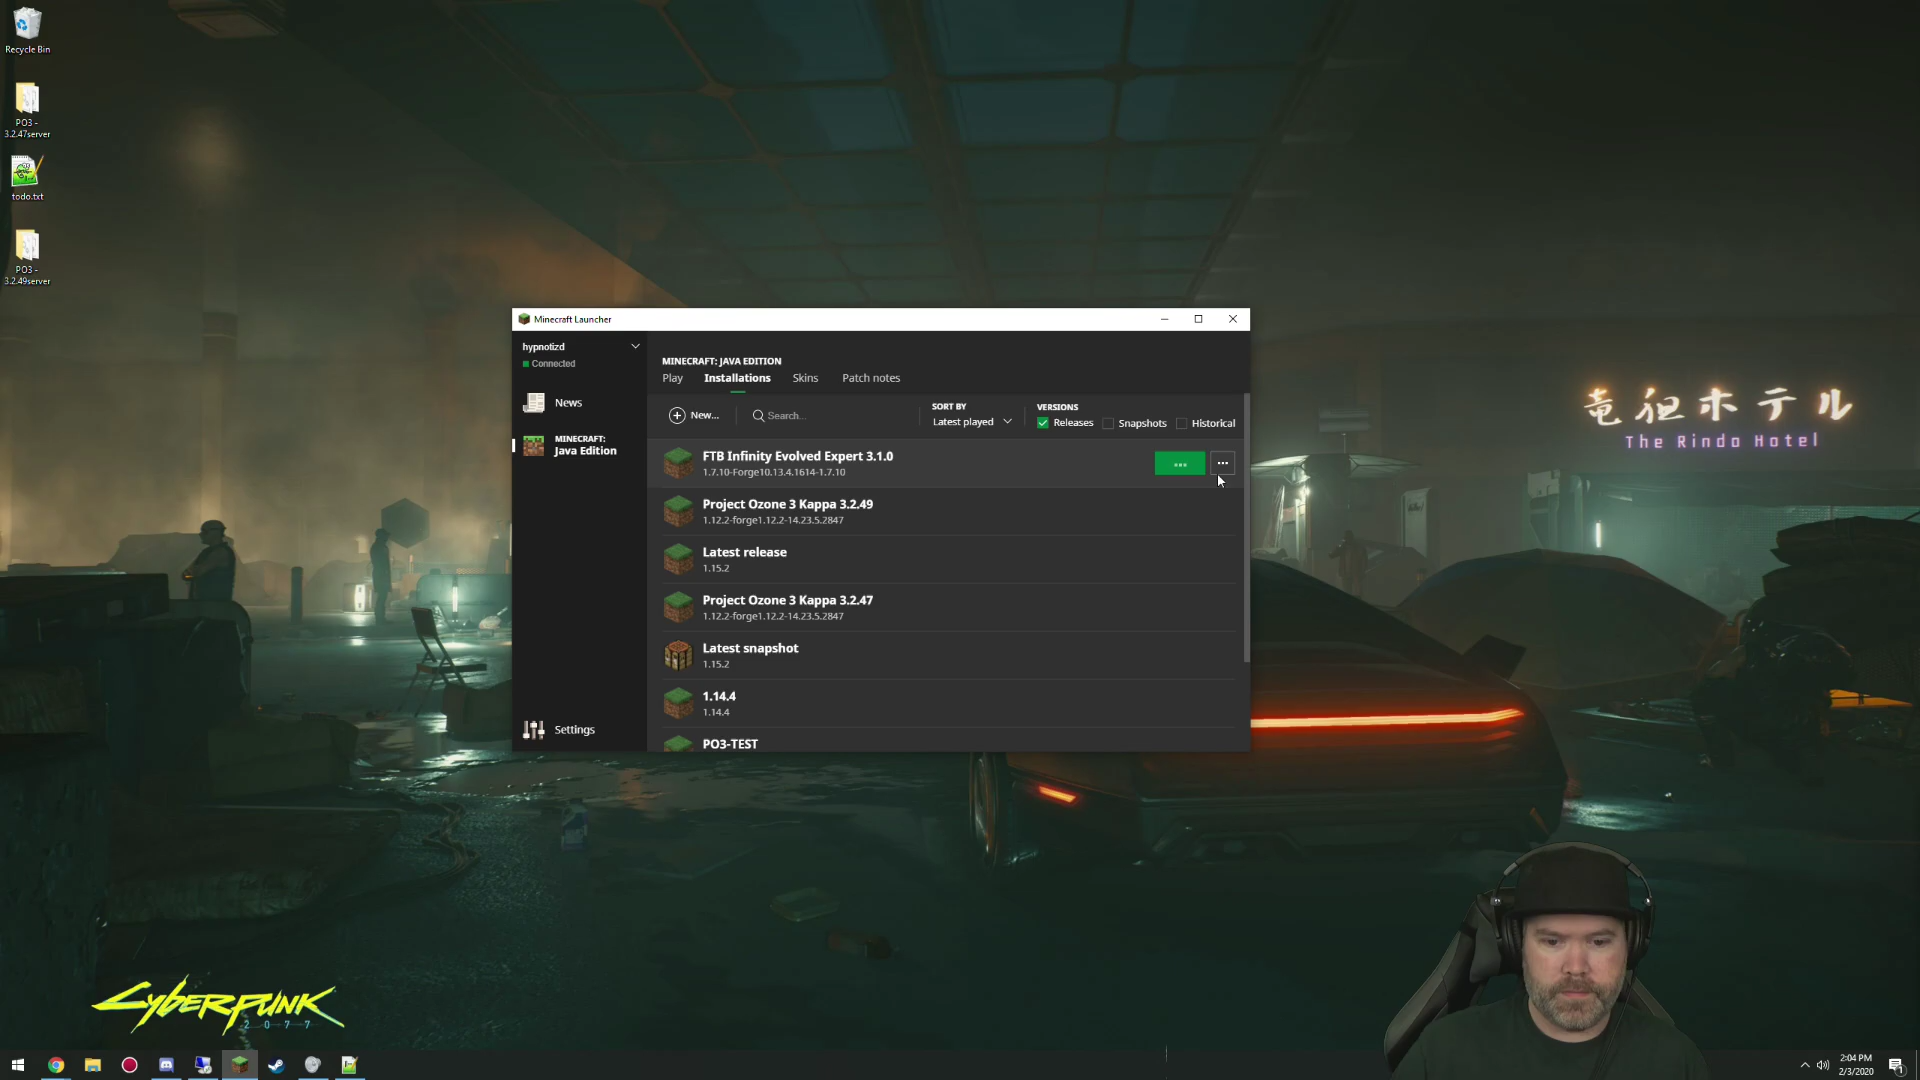 Recycle Bin
PO3 -
3.2.47server
todo.txt
PO3 -
3.2.49server
Minecraft Launcher
hypnotizd
Connected
News
MINECRAFT:
Java Edition
Settings
MINECRAFT: JAVA EDITION
Play Installations Skins Patch notes
New...
Search...
SORT BY
Latest played
VERSIONS
Releases Snapshots Historical
FTB Infinity Evolved Expert 3.1.0
1.7.10-Forge10.13.4.1614-1.7.10
...
...
Project Ozone 3 Kappa 3.2.49
1.12.2-forge1.12.2-14.23.5.2847
Latest release
1.15.2
Project Ozone 3 Kappa 3.2.47
1.12.2-forge1.12.2-14.23.5.2847
Latest snapshot
1.15.2
1.14.4
1.14.4
PO3-TEST
ホテル
The Rindo Hotel
Cyberpunk
2077
2:04 PM
2/3/2020